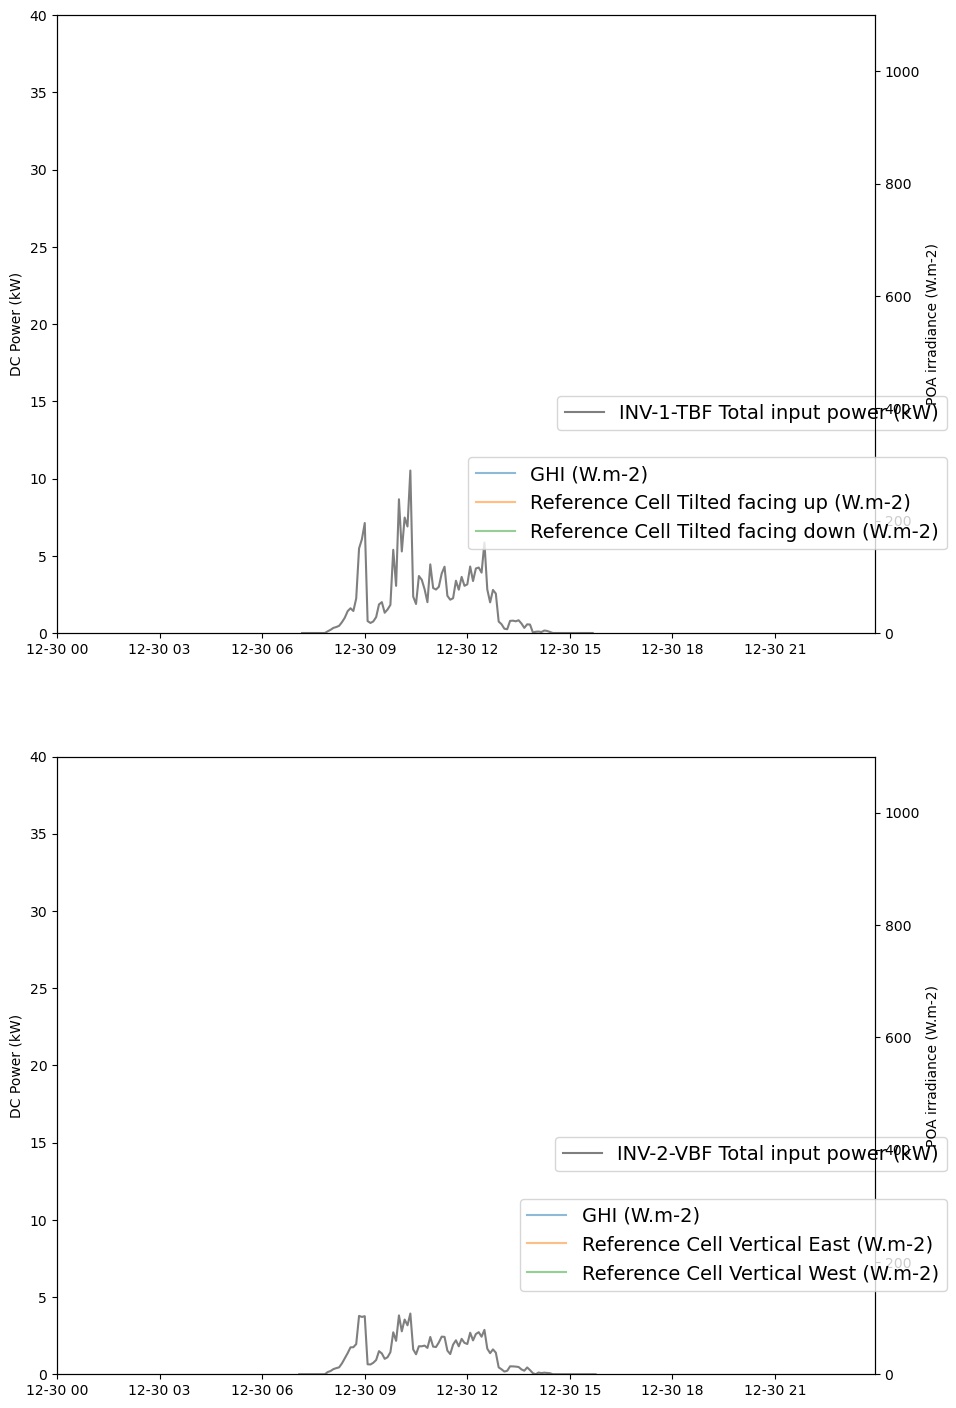 40
35
30
25
20
15
10
5
0
DC Power (kW)
1000
800
600
400
200
0
POA irradiance (W.m-2)
INV-1-TBF Total input power (kW)
GHI (W.m-2)
Reference Cell Tilted facing up (W.m-2)
Reference Cell Tilted facing down (W.m-2)
12-30 00 12-30 03 12-30 06 12-30 09 12-30 12 12-30 15 12-30 18 12-30 21
40
35
30
25
20
15
10
5
0
DC Power (kW)
1000
800
600
400
200
0
POA irradiance (W.m-2)
INV-2-VBF Total input power (kW)
GHI (W.m-2)
Reference Cell Vertical East (W.m-2)
Reference Cell Vertical West (W.m-2)
12-30 00 12-30 03 12-30 06 12-30 09 12-30 12 12-30 15 12-30 18 12-30 21